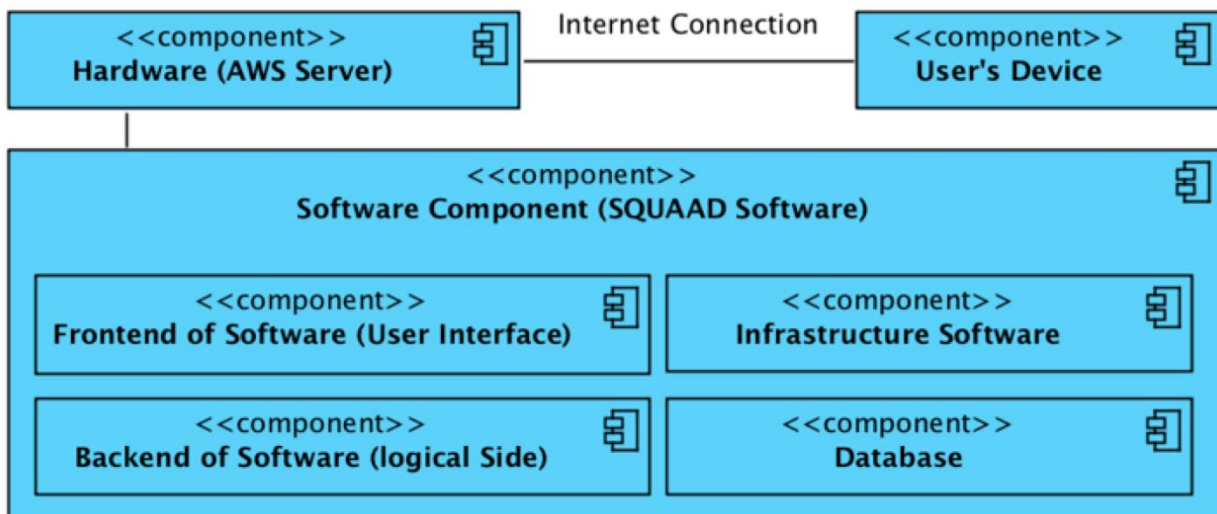 <<component>>
Hardware (AWS Server)
Internet Connection
<<component>>
User's Device
<<component>>
Software Component (SQUAAD Software)
<<component>>
Frontend of Software (User Interface)
<<component>>
Infrastructure Software
<<component>>
Backend of Software (logical Side)
<<component>>
Database